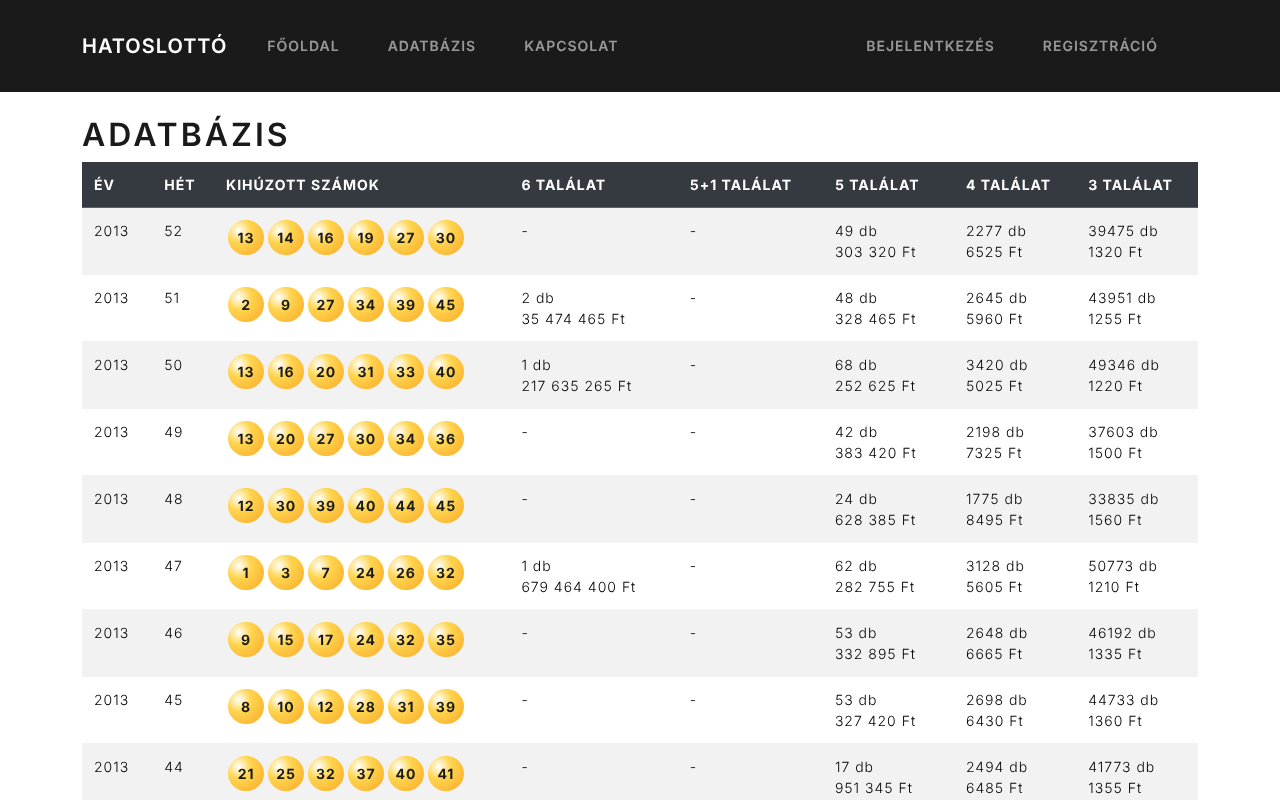 HATOSLOTTÓ FŐOLDAL ADATBÁZIS KAPCSOLAT BEJELENTKEZÉS REGISZTRÁCIÓ
ADATBÁZIS
ÉV HÉT KIHÚZOTT SZÁMOK 6 TALÁLAT 5+1 TALÁLAT 5 TALÁLAT 4 TALÁLAT 3 TALÁLAT
2013 52 13 14 16 19 27 30 - - 49 db 2277 db 39475 db
303 320 Ft 6525 Ft 1320 Ft
2013 51 2 9 27 34 39 45 2 db - 48 db 2645 db 43951 db
35 474 465 Ft 328 465 Ft 5960 Ft 1255 Ft
2013 50 13 16 20 31 33 40 1 db - 68 db 3420 db 49346 db
217 635 265 Ft 252 625 Ft 5025 Ft 1220 Ft
2013 49 13 20 27 30 34 36 - - 42 db 2198 db 37603 db
383 420 Ft 7325 Ft 1500 Ft
2013 48 12 30 39 40 44 45 - - 24 db 1775 db 33835 db
628 385 Ft 8495 Ft 1560 Ft
2013 47 1 3 7 24 26 32 1 db - 62 db 3128 db 50773 db
679 464 400 Ft 282 755 Ft 5605 Ft 1210 Ft
2013 46 9 15 17 24 32 35 - - 53 db 2648 db 46192 db
332 895 Ft 6665 Ft 1335 Ft
2013 45 8 10 12 28 31 39 - - 53 db 2698 db 44733 db
327 420 Ft 6430 Ft 1360 Ft
2013 44 21 25 32 37 40 41 - - 17 db 2494 db 41773 db
951 345 Ft 6485 Ft 1355 Ft